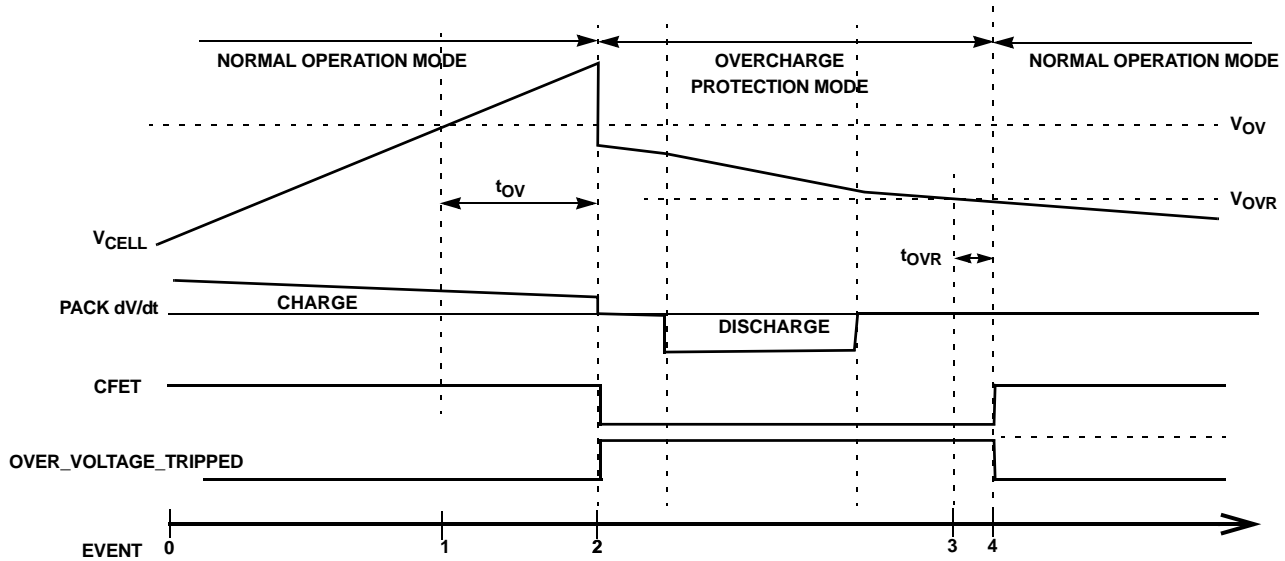 NORMAL OPERATION MODE
OVERCHARGE
PROTECTION MODE
NORMAL OPERATION MODE
VOV
tOV
VOVR
VCELL
tOVR
CHARGE
PACK dV/dt
DISCHARGE
CFET
OVER_VOLTAGE_TRIPPED
EVENT 0 1 2 3 4